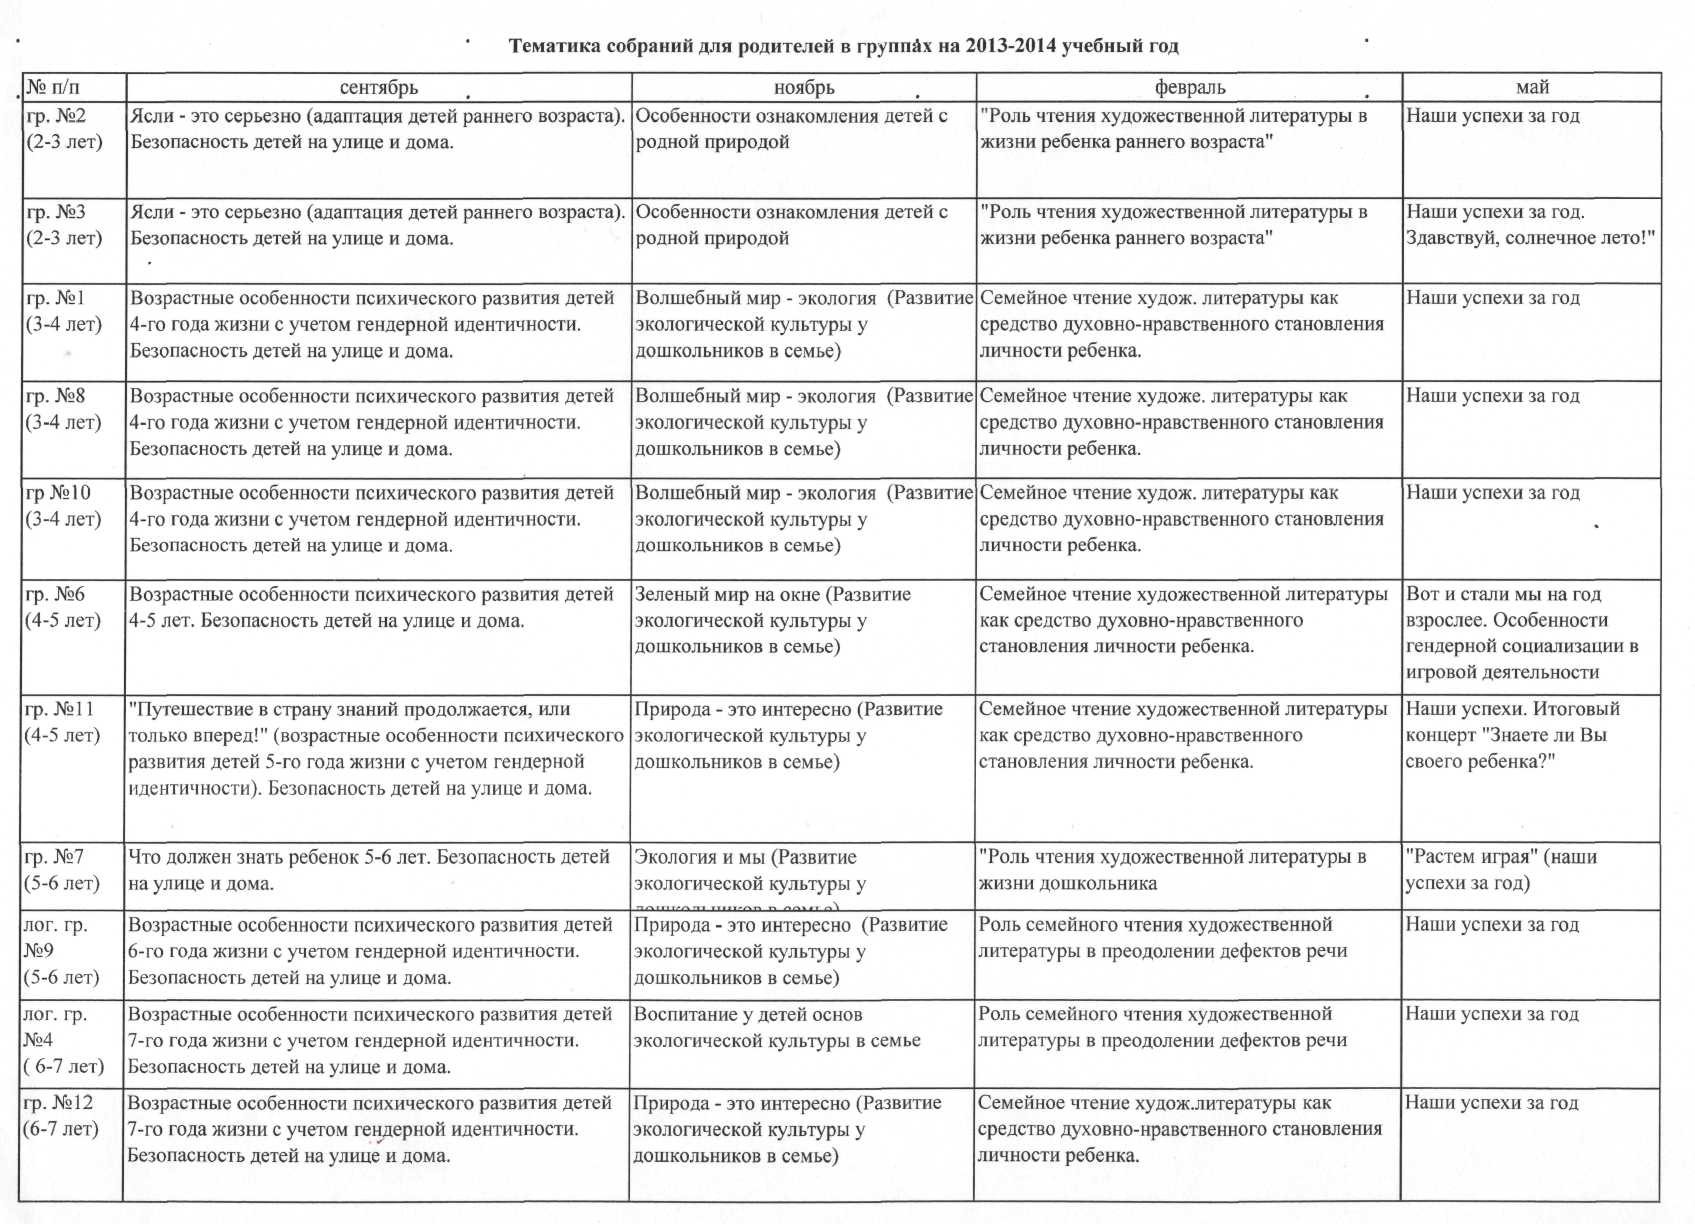 Тематика собраний для родителей в группах на 2013-2014 учебный год
№ п/п
сентябрь
ноябрь
февраль
май
гр. №2
(2-3 лет)
Ясли - это серьезно (адаптация детей раннего возраста).
Безопасность детей на улице и дома.
Особенности ознакомления детей с
родной природой
"Роль чтения художественной литературы в
жизни ребенка раннего возраста"
Наши успехи за год
гр. №3
(2-3 лет)
Ясли - это серьезно (адаптация детей раннего возраста).
Безопасность детей на улице и дома.
Особенности ознакомления детей с
родной природой
"Роль чтения художественной литературы в
жизни ребенка раннего возраста"
Наши успехи за год.
Здавствуй, солнечное лето!"
гр. №1
(3-4 лет)
Возрастные особенности психического развития детей
4-го года жизни с учетом гендерной идентичности.
Безопасность детей на улице и дома.
Волшебный мир - экология (Развитие
экологической культуры у
дошкольников в семье)
Семейное чтение худож. литературы как
средство духовно-нравственного становления
личности ребенка.
Наши успехи за год
гр. №8
(3-4 лет)
Возрастные особенности психического развития детей
4-го года жизни с учетом гендерной идентичности.
Безопасность детей на улице и дома.
Волшебный мир - экология (Развитие
экологической культуры у
дошкольников в семье)
Семейное чтение художе. литературы как
средство духовно-нравственного становления
личности ребенка.
Наши успехи за год
гр №10
(3-4 лет)
Возрастные особенности психического развития детей
4-го года жизни с учетом гендерной идентичности.
Безопасность детей на улице и дома.
Волшебный мир - экология (Развитие
экологической культуры у
дошкольников в семье)
Семейное чтение худож. литературы как
средство духовно-нравственного становления
личности ребенка.
Наши успехи за год
гр. №6
(4-5 лет)
Возрастные особенности психического развития детей
4-5 лет. Безопасность детей на улице и дома.
Зеленый мир на окне (Развитие
экологической культуры у
дошкольников в семье)
Семейное чтение художественной литературы
как средство духовно-нравственного
становления личности ребенка.
Вот и стали мы на год
взрослее. Особенности
гендерной социализации в
игровой деятельности
гр. №11
(4-5 лет)
"Путешествие в страну знаний продолжается, или
только вперед!" (возрастные особенности психического
развития детей 5-го года жизни с учетом гендерной
идентичности). Безопасность детей на улице и дома.
Природа - это интересно (Развитие
экологической культуры у
дошкольников в семье)
Семейное чтение художественной литературы
как средство духовно-нравственного
становления личности ребенка.
Наши успехи. Итоговый
концерт "Знаете ли Вы
своего ребенка?"
гр. №7
(5-6 лет)
Что должен знать ребенок 5-6 лет. Безопасность детей
на улице и дома.
Экология и мы (Развитие
экологической культуры у
дошкольников в семье)
"Роль чтения художественной литературы в
жизни дошкольника
"Растем играя" (наши
успехи за год)
лог. гр.
№9
(5-6 лет)
Возрастные особенности психического развития детей
6-го года жизни с учетом гендерной идентичности.
Безопасность детей на улице и дома.
Природа - это интересно (Развитие
экологической культуры у
дошкольников в семье)
Роль семейного чтения художественной
литературы в преодолении дефектов речи
Наши успехи за год
лог. гр.
№4
( 6-7 лет)
Возрастные особенности психического развития детей
7-го года жизни с учетом гендерной идентичности.
Безопасность детей на улице и дома.
Воспитание у детей основ
экологической культуры в семье
Роль семейного чтения художественной
литературы в преодолении дефектов речи
Наши успехи за год
гр. №12
(6-7 лет)
Возрастные особенности психического развития детей
7-го года жизни с учетом гендерной идентичности.
Безопасность детей на улице и дома.
Природа - это интересно (Развитие
экологической культуры у
дошкольников в семье)
Семейное чтение худож.литературы как
средство духовно-нравственного становления
личности ребенка.
Наши успехи за год